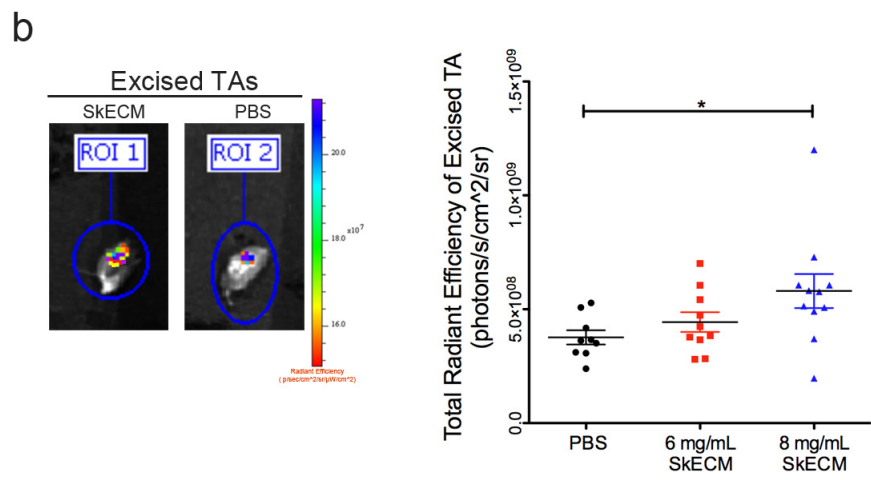 b
Excised TAs
SkECM PBS
ROI 1 ROI 2
20.0
x10⁷
18.0
16.0
Radiant Efficiency
( p/sec/cm^2/sr/µW/cm^2)
Total Radiant Efficiency of Excised TA
(photons/s/cm^2/sr)
1.5×10⁰⁹
1.0×10⁰⁹
5.0×10⁰⁸
0.0
*
PBS 6 mg/mL 8 mg/mL
SkECM SkECM